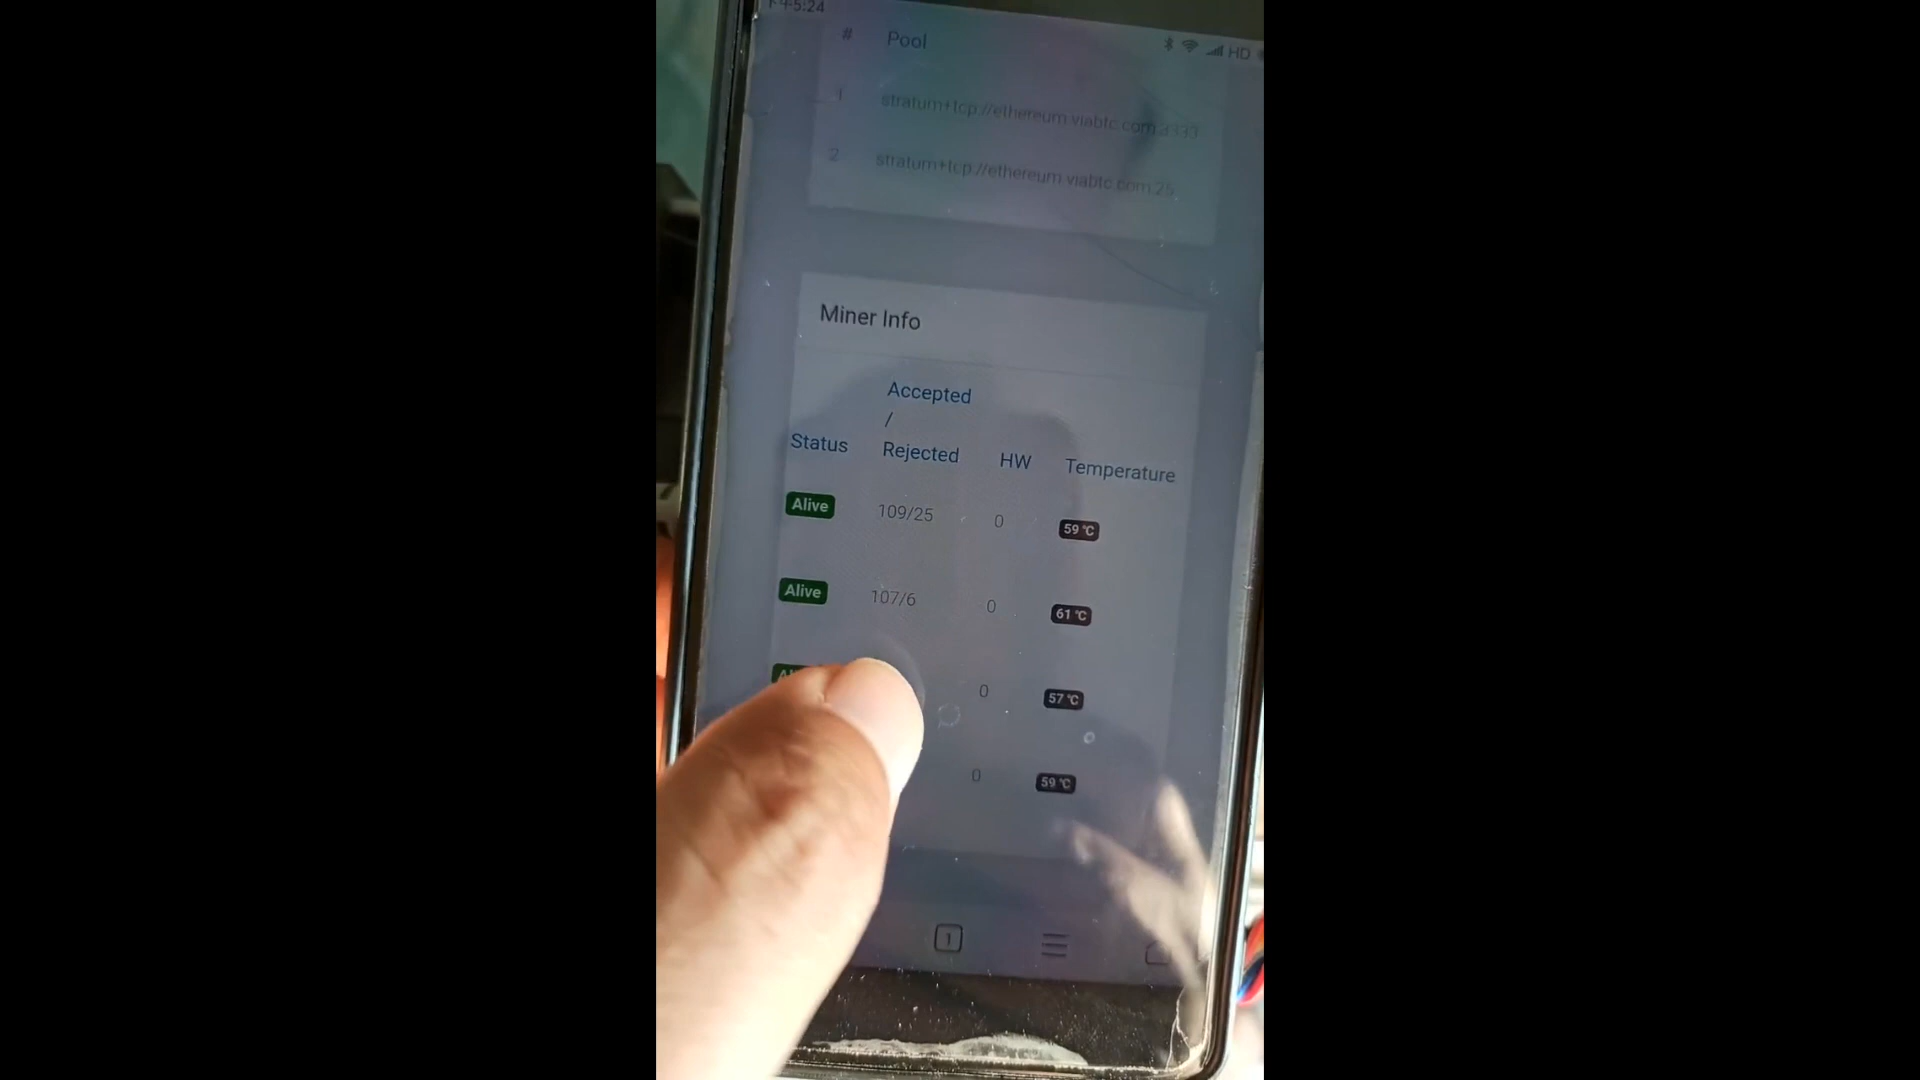 下午5:24
HD
# Pool
1 stratum+tcp://ethereum.viabtc.com:3333
2 stratum+tcp://ethereum.viabtc.com:25
Miner Info
Status Accepted / Rejected HW Temperature
Alive 109/25 0 59 ℃
Alive 107/6 0 61 ℃
0 57 ℃
0 59 ℃
1